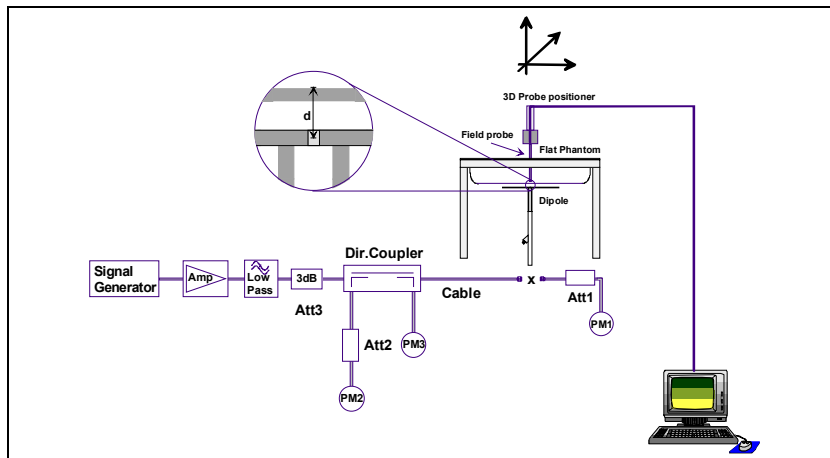 3D Probe positioner
d
Field probe
Flat Phantom
Dipole
Dir.Coupler
Signal
Generator
Amp
Low
Pass
3dB
Cable
x
Att3
Att1
PM1
Att2
PM3
PM2